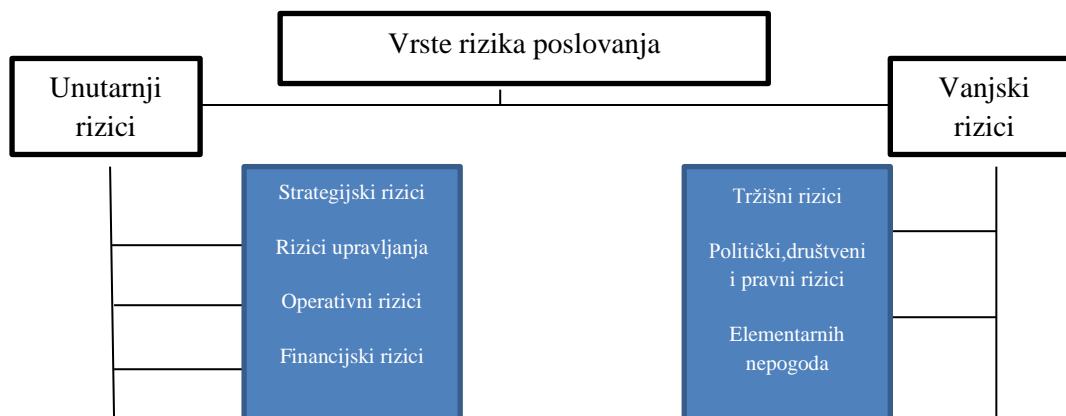 Vrste rizika poslovanja
Unutarnji
rizici
Vanjski
rizici
Strategijski rizici
Rizici upravljanja
Operativni rizici
Financijski rizici
Tržišni rizici
Politički,društveni
i pravni rizici
Elementarnih
nepogoda